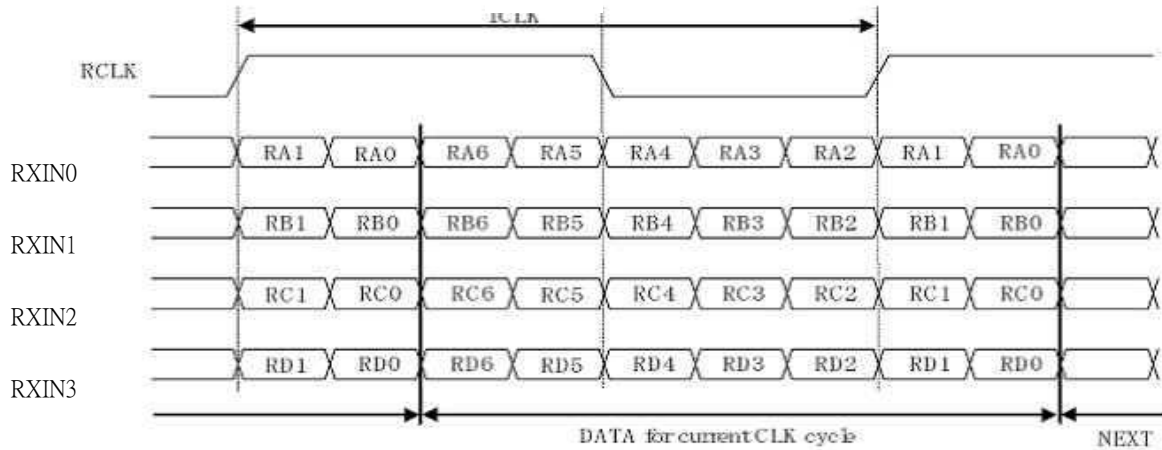 RCLK
RXIN0 RA1 RA0 RA6 RA5 RA4 RA3 RA2 RA1 RA0
RXIN1 RB1 RB0 RB6 RB5 RB4 RB3 RB2 RB1 RB0
RXIN2 RC1 RC0 RC6 RC5 RC4 RC3 RC2 RC1 RC0
RXIN3 RD1 RD0 RD6 RD5 RD4 RD3 RD2 RD1 RD0
DATA for current CLK cycle NEXT